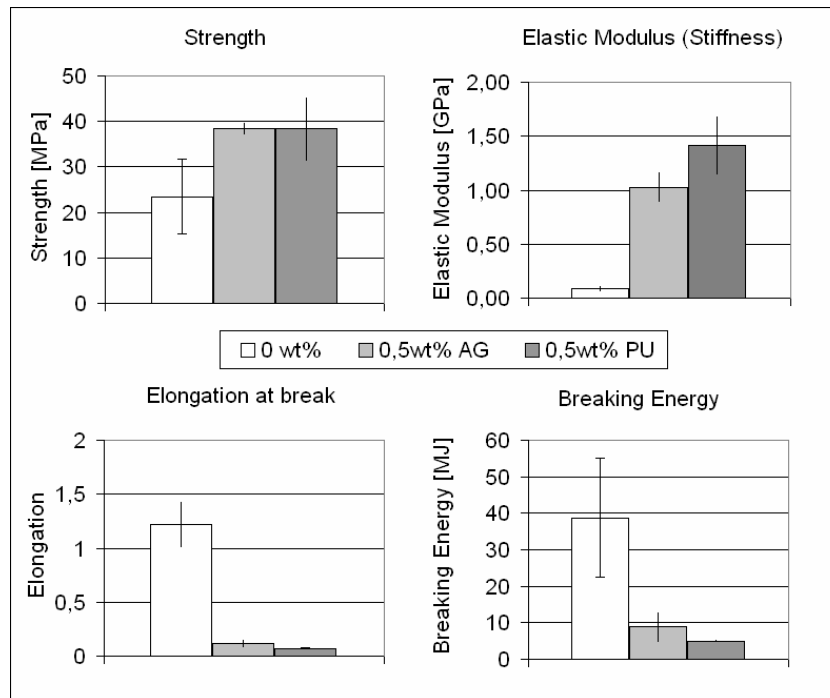 Strength
Elastic Modulus (Stiffness)
Strength [MPa]
50
40
30
20
10
0
Elastic Modulus [GPa]
2,00
1,50
1,00
0,50
0,00
0 wt% 0,5wt% AG 0,5wt% PU
Elongation at break
Breaking Energy
Elongation
2
1,5
1
0,5
0
Breaking Energy [MJ]
60
50
40
30
20
10
0